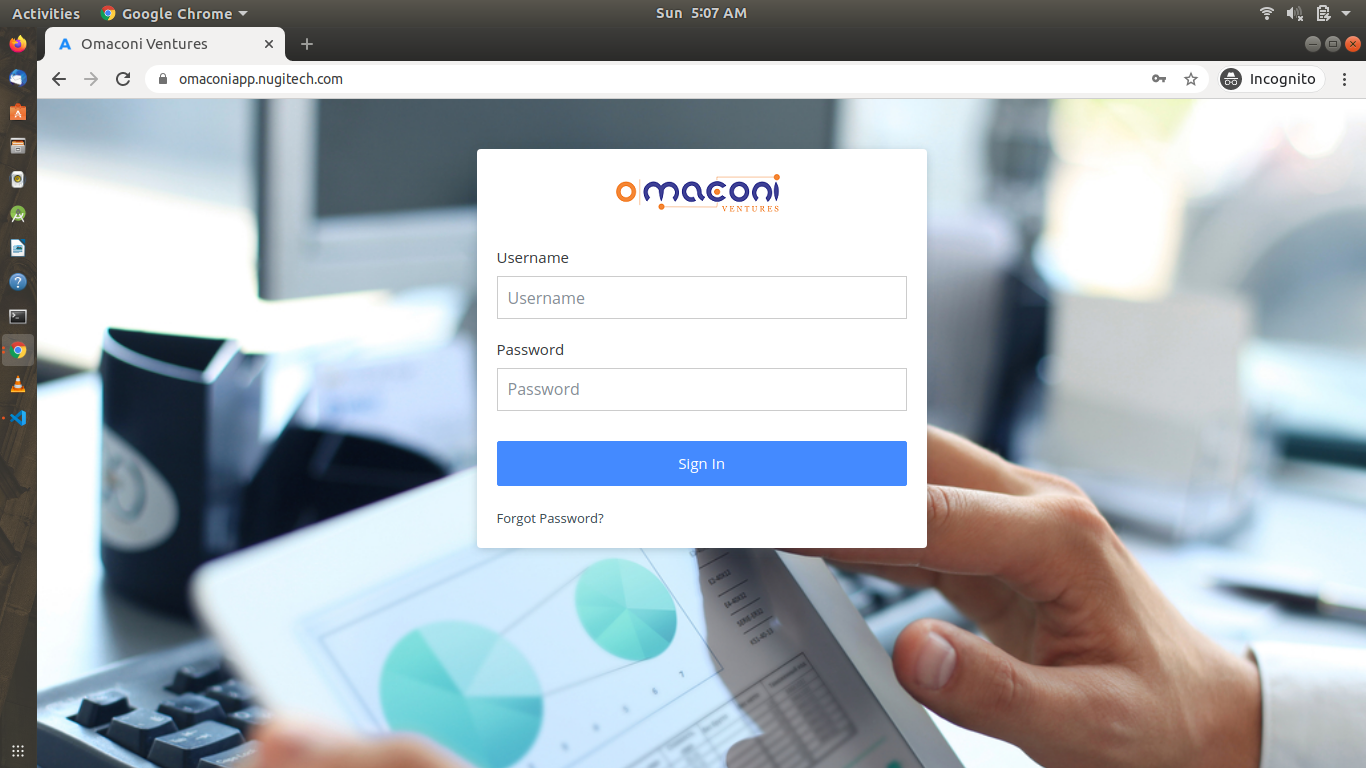 Activities
Google Chrome
Sun 5:07 AM
Omaconi Ventures
omaconiapp.nugitech.com
Incognito
omaconi
VENTURES
Username
Username
Password
Password
Sign In
Forgot Password?